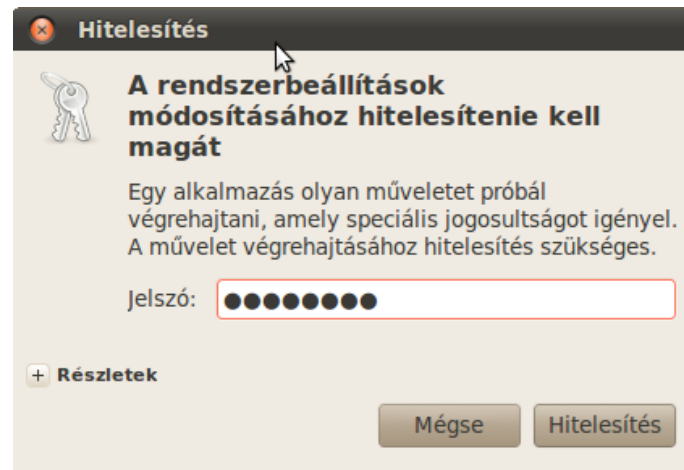 Hitelesítés
A rendszerbeállítások
módosításához hitelesítenie kell
magát
Egy alkalmazás olyan műveletet próbál
végrehajtani, amely speciális jogosultságot igényel.
A művelet végrehajtásához hitelesítés szükséges.
Jelszó: ●●●●●●●●
+ Részletek
Mégse Hitelesítés